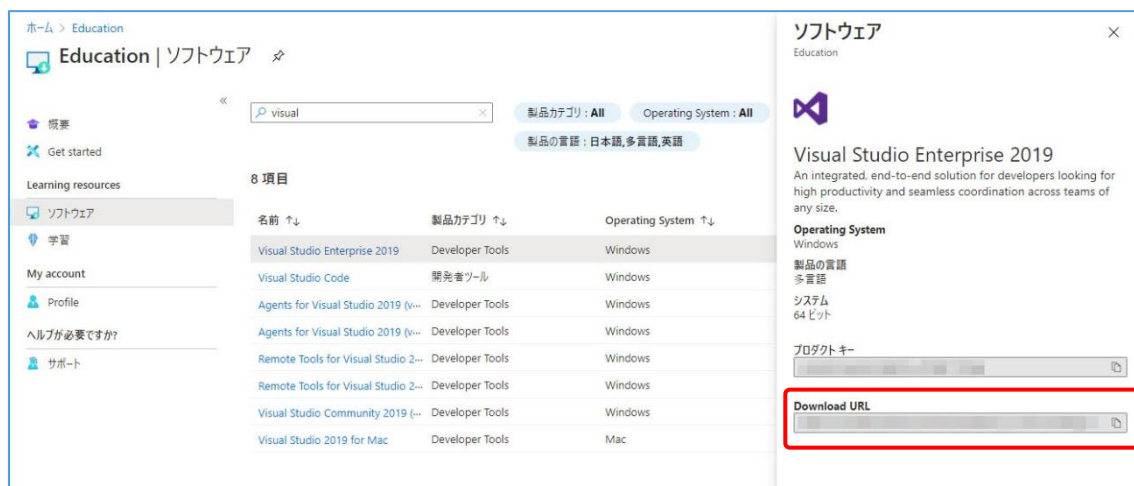 ホーム > Education
Education | ソフトウェア
«
概要
Get started
Learning resources
ソフトウェア
学習
My account
Profile
ヘルプが必要ですか?
サポート
visual
製品カテゴリ : All
Operating System : All
製品の言語 : 日本語,多言語,英語
8 項目
名前 ↑↓ 製品カテゴリ ↑↓ Operating System ↑↓
Visual Studio Enterprise 2019 Developer Tools Windows
Visual Studio Code 開発者ツール Windows
Agents for Visual Studio 2019 (v... Developer Tools Windows
Agents for Visual Studio 2019 (v... Developer Tools Windows
Remote Tools for Visual Studio 2... Developer Tools Windows
Remote Tools for Visual Studio 2... Developer Tools Windows
Visual Studio Community 2019 (... Developer Tools Windows
Visual Studio 2019 for Mac Developer Tools Mac
ソフトウェア
Education
Visual Studio Enterprise 2019
An integrated, end-to-end solution for developers looking for
high productivity and seamless coordination across teams of
any size.
Operating System
Windows
製品の言語
多言語
システム
64 ビット
プロダクト キー
Download URL